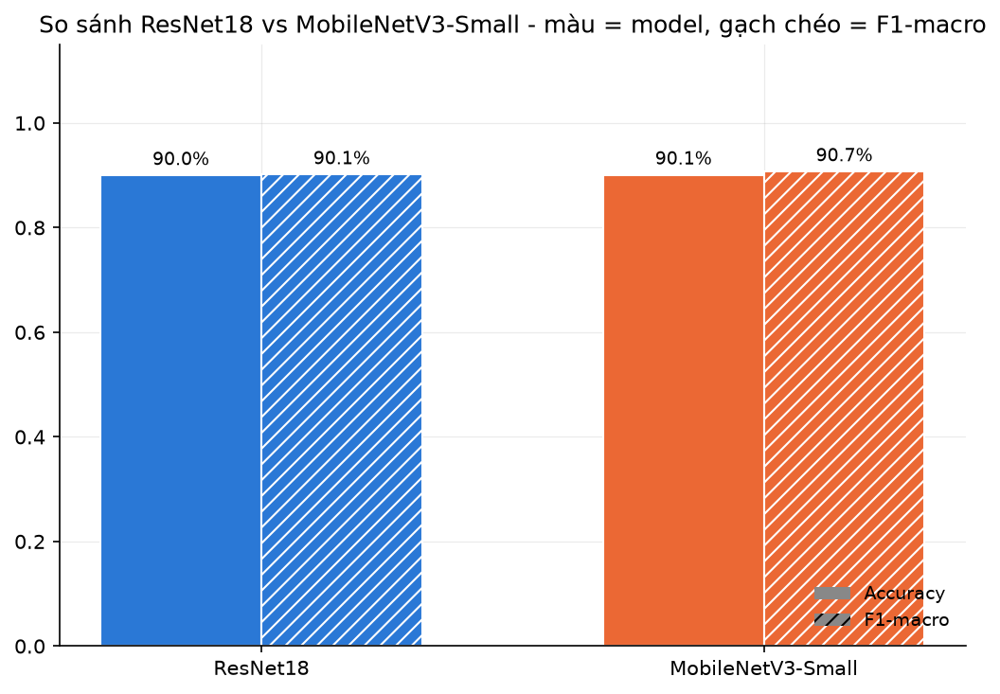 So sánh ResNet18 vs MobileNetV3-Small - màu = model, gạch chéo = F1-macro
1.0
0.8
0.6
0.4
0.2
0.0
90.0%
90.1%
90.1%
90.7%
Accuracy
F1-macro
ResNet18
MobileNetV3-Small